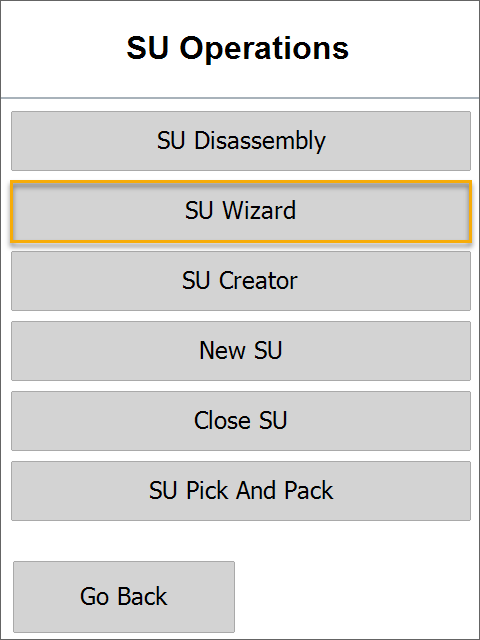 SU Operations
SU Disassembly
SU Wizard
SU Creator
New SU
Close SU
SU Pick And Pack
Go Back